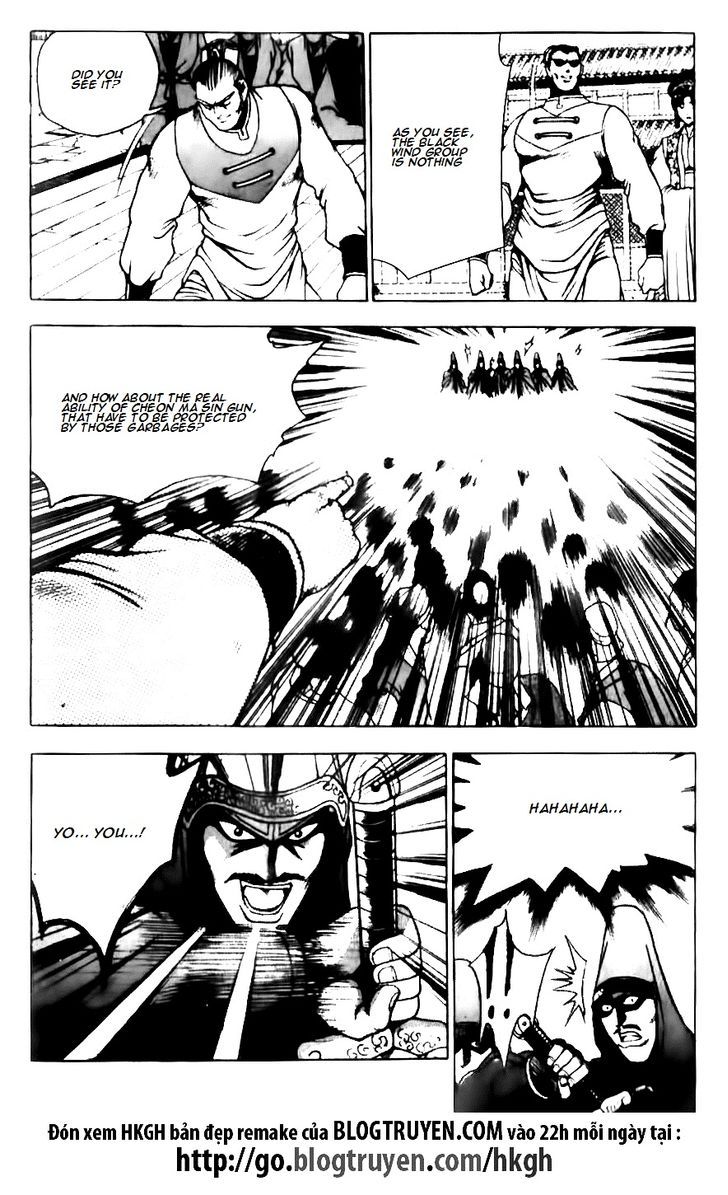 DID YOU
SEE IT?
AS YOU SEE,
THE BLACK
WIND GROUP
IS NOTHING
AND HOW ABOUT THE REAL
ABILITY OF CHEON MA SIN GUN,
THAT HAVE TO BE PROTECTED
BY THOSE GARBAGES?
YO... YOU...!
HAHAHAHA...
!!
Đón xem HKGH bản đẹp remake của BLOGTRUYEN.COM vào 22h mỗi ngày tại :
http://go.blogtruyen.com/hkgh